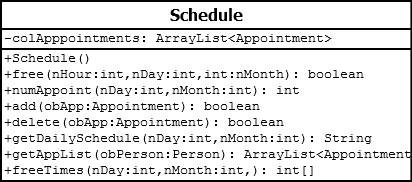 Schedule
-colApppointments: ArrayList<Appointment>
+Schedule()
+free(nHour:int,nDay:int,int:nMonth): boolean
+numAppoint(nDay:int,nMonth:int): int
+add(obApp:Appointment): boolean
+delete(obApp:Appointment): boolean
+getDailySchedule(nDay:int,nMonth:int): String
+getAppList(obPerson:Person): ArrayList<Appointment
+freeTimes(nDay:int,nMonth:int,): int[]